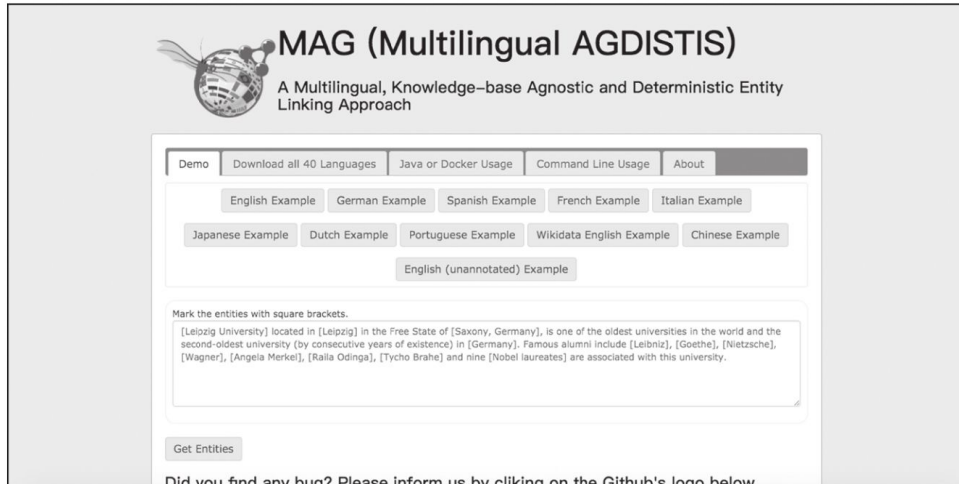 MAG (Multilingual AGDISTIS)
A Multilingual, Knowledge-base Agnostic and Deterministic Entity
Linking Approach
Demo Download all 40 Languages Java or Docker Usage Command Line Usage About
English Example German Example Spanish Example French Example Italian Example
Japanese Example Dutch Example Portuguese Example Wikidata English Example Chinese Example
English (unannotated) Example
Mark the entities with square brackets.
[Leipzig University] located in [Leipzig] in the Free State of [Saxony, Germany], is one of the oldest universities in the world and the
second-oldest university (by consecutive years of existence) in [Germany]. Famous alumni include [Leibniz], [Goethe], [Nietzsche],
[Wagner], [Angela Merkel], [Raila Odinga], [Tycho Brahe] and nine [Nobel laureates] are associated with this university.
Get Entities
Did you find any bug? Please inform us by cliking on the Github's logo below